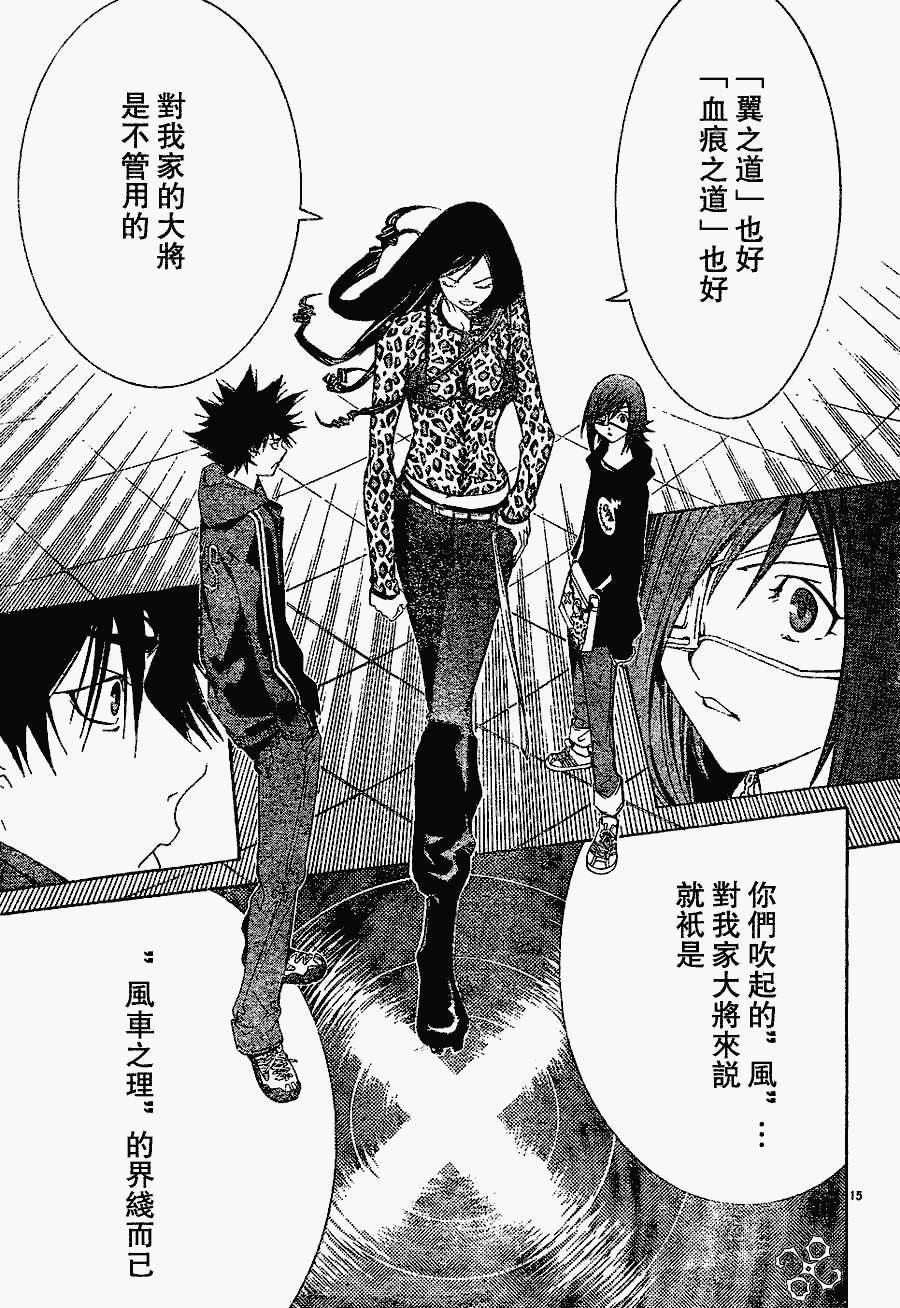 「翼之道」也好
「血痕之道」也好
對我家的大將
是不管用的
你們吹起的"風"…
對我家大將來說
就衹是
"風車之理"的界綫而已
15